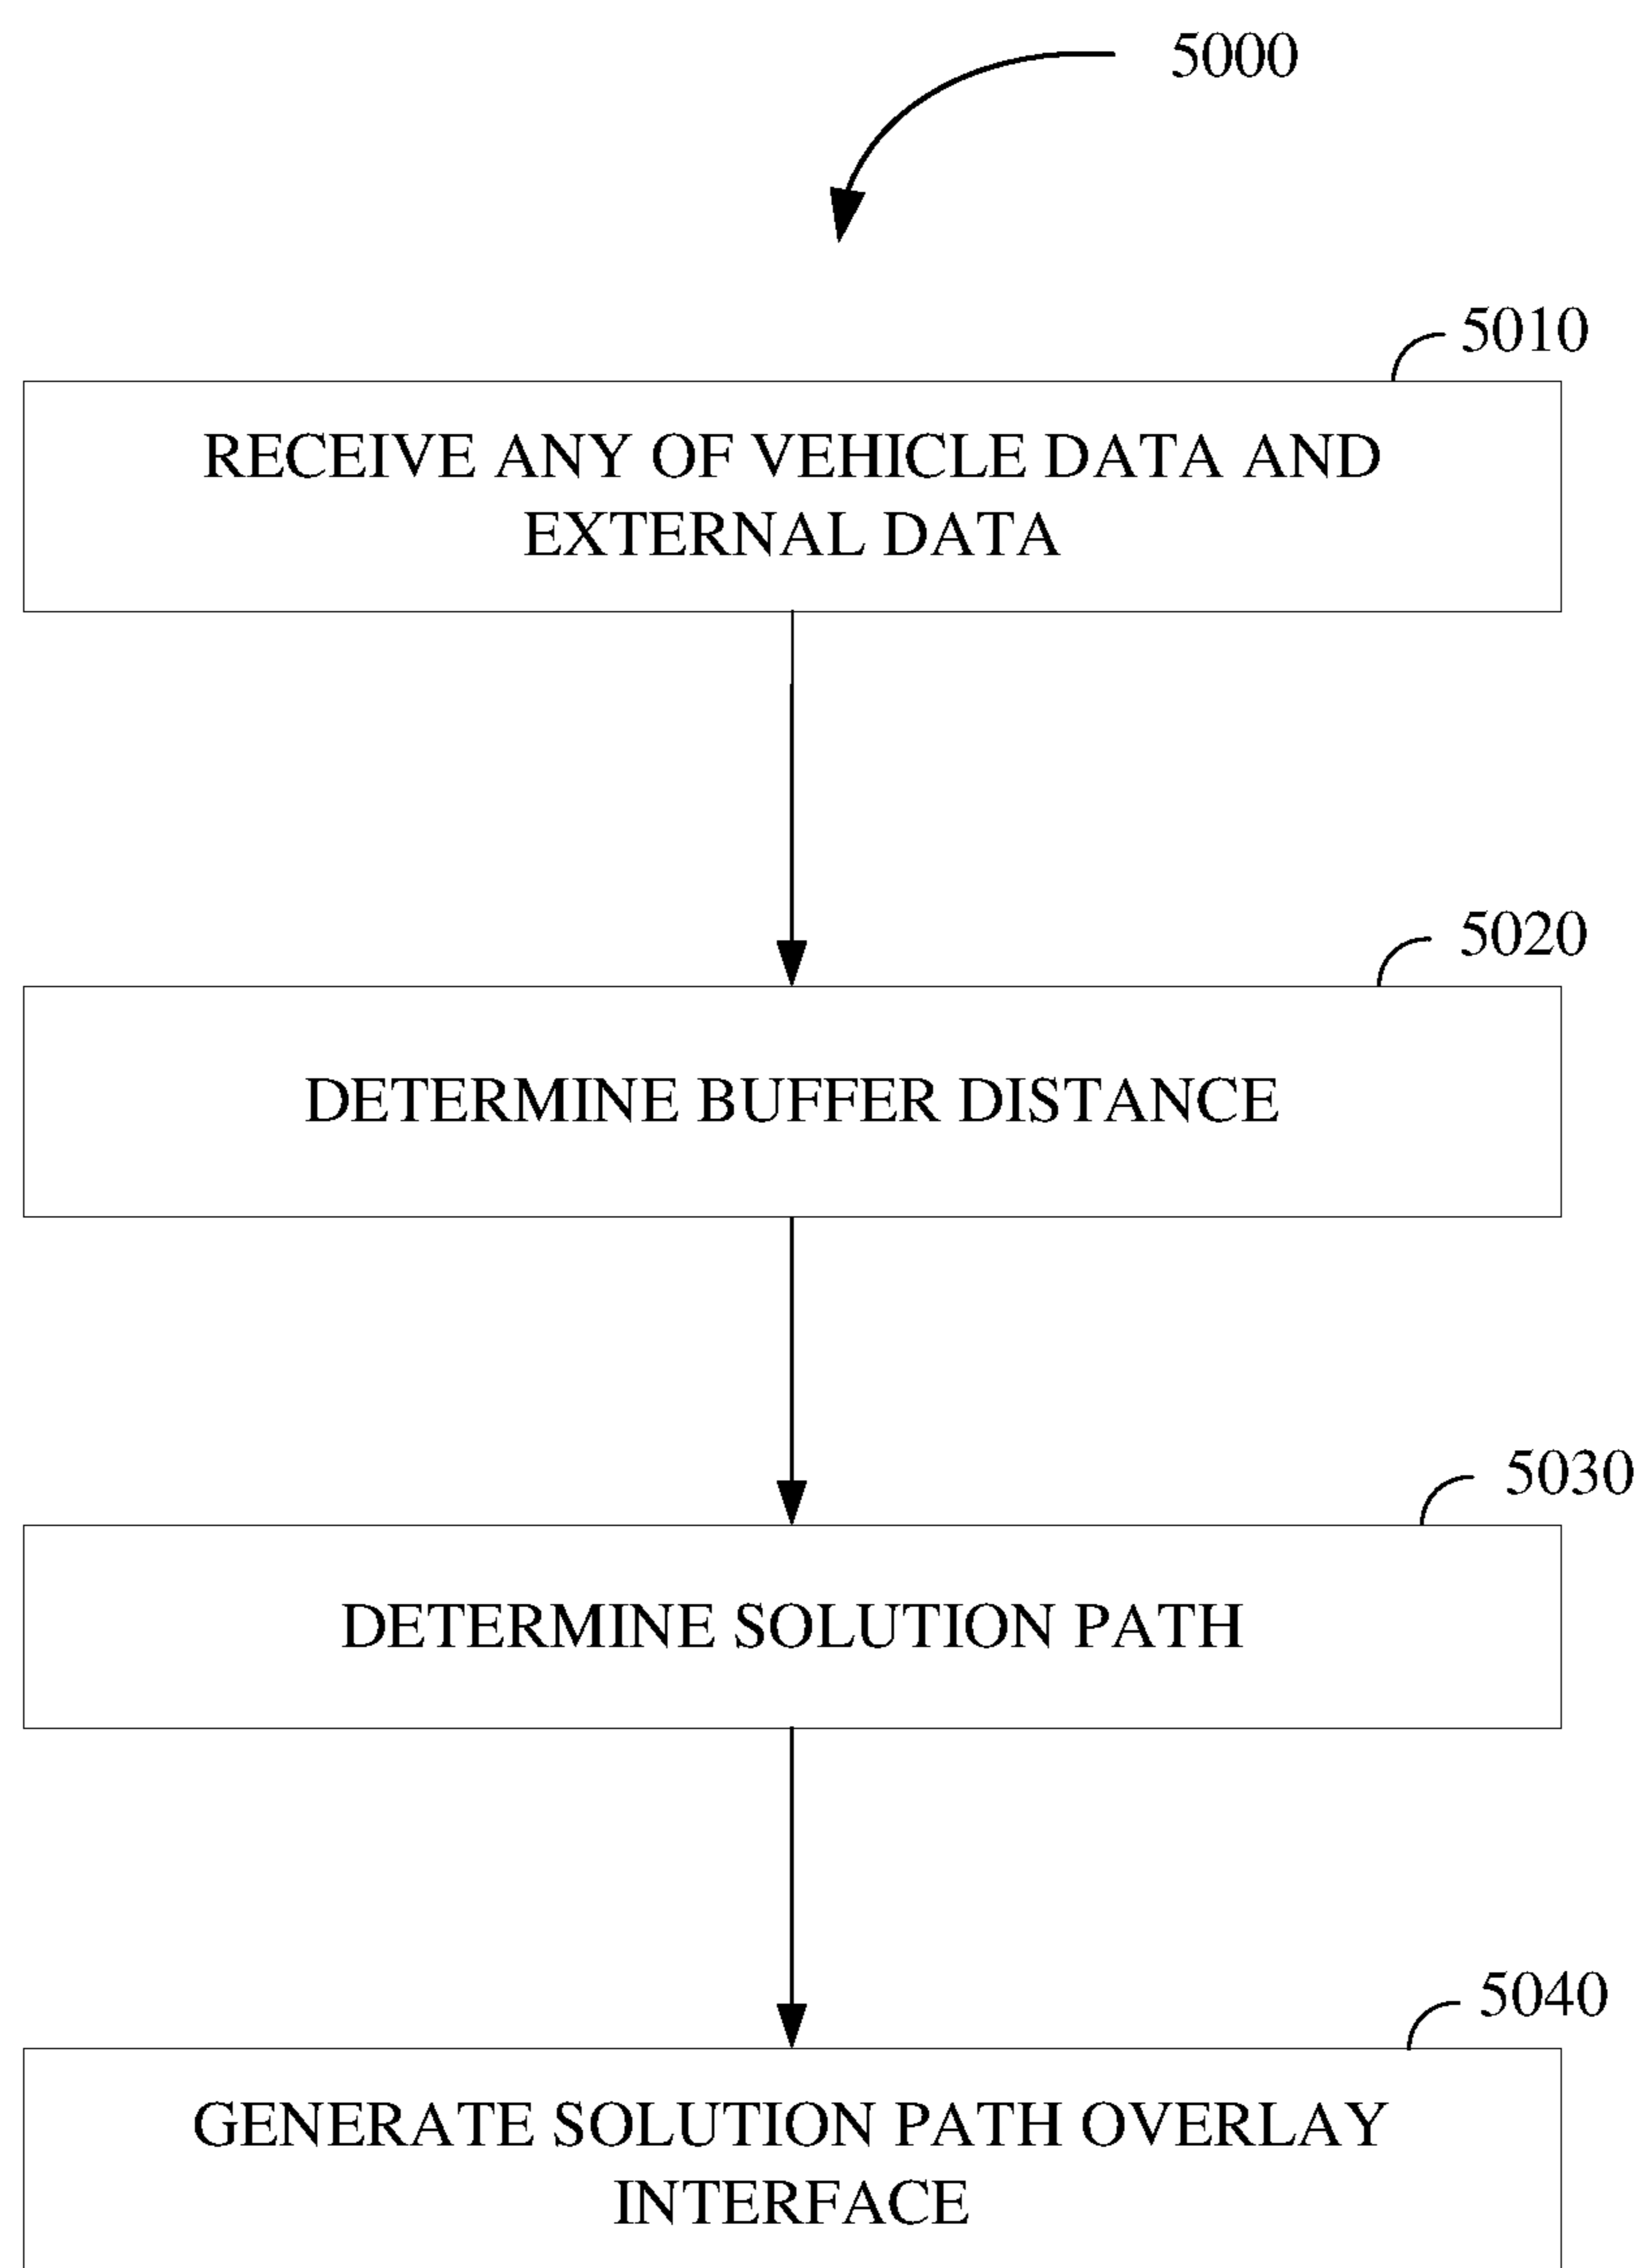 5000
5010
RECEIVE ANY OF VEHICLE DATA AND
EXTERNAL DATA
5020
DETERMINE BUFFER DISTANCE
5030
DETERMINE SOLUTION PATH
5040
GENERATE SOLUTION PATH OVERLAY
INTERFACE